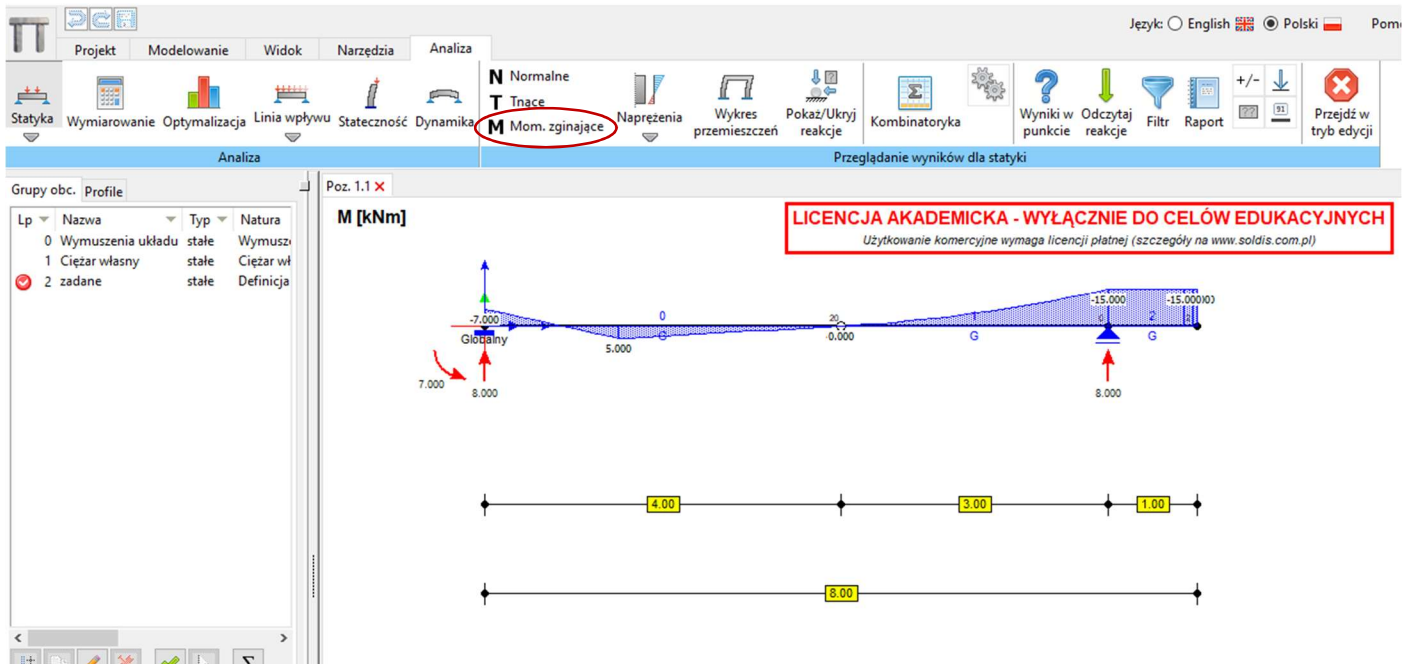 Język: English Polski
Projekt Modelowanie Widok Narzędzia Analiza
N Normalne
T Tnące
M Mom. zginające
Statyka Wymiarowanie Optymalizacja Linia wpływu Stateczność Dynamika
Naprężenia Wykres przemieszczeń Pokaż/Ukryj reakcje Kombinatoryka Wyniki w punkcie Odczytaj reakcje Filtr Raport +/- Przejdź w tryb edycji
Analiza Przeglądanie wyników dla statyki
Grupy obc. Profile
Poz. 1.1
Lp Nazwa Typ Natura
0 Wymuszenia układu stałe
1 Ciężar własny stałe
2 zadane stałe Definicja
M [kNm]
LICENCJA AKADEMICKA - WYŁĄCZNIE DO CELÓW EDUKACYJNYCH
Użytkowanie komercyjne wymaga licencji płatnej (szczegóły na www.soldis.com.pl)
-15.000 -15.000
-7.000 0 20 1 0 2 2
Globalny G -0.000 G G
5.000
7.000
8.000 8.000
4.00 3.00 1.00
8.00